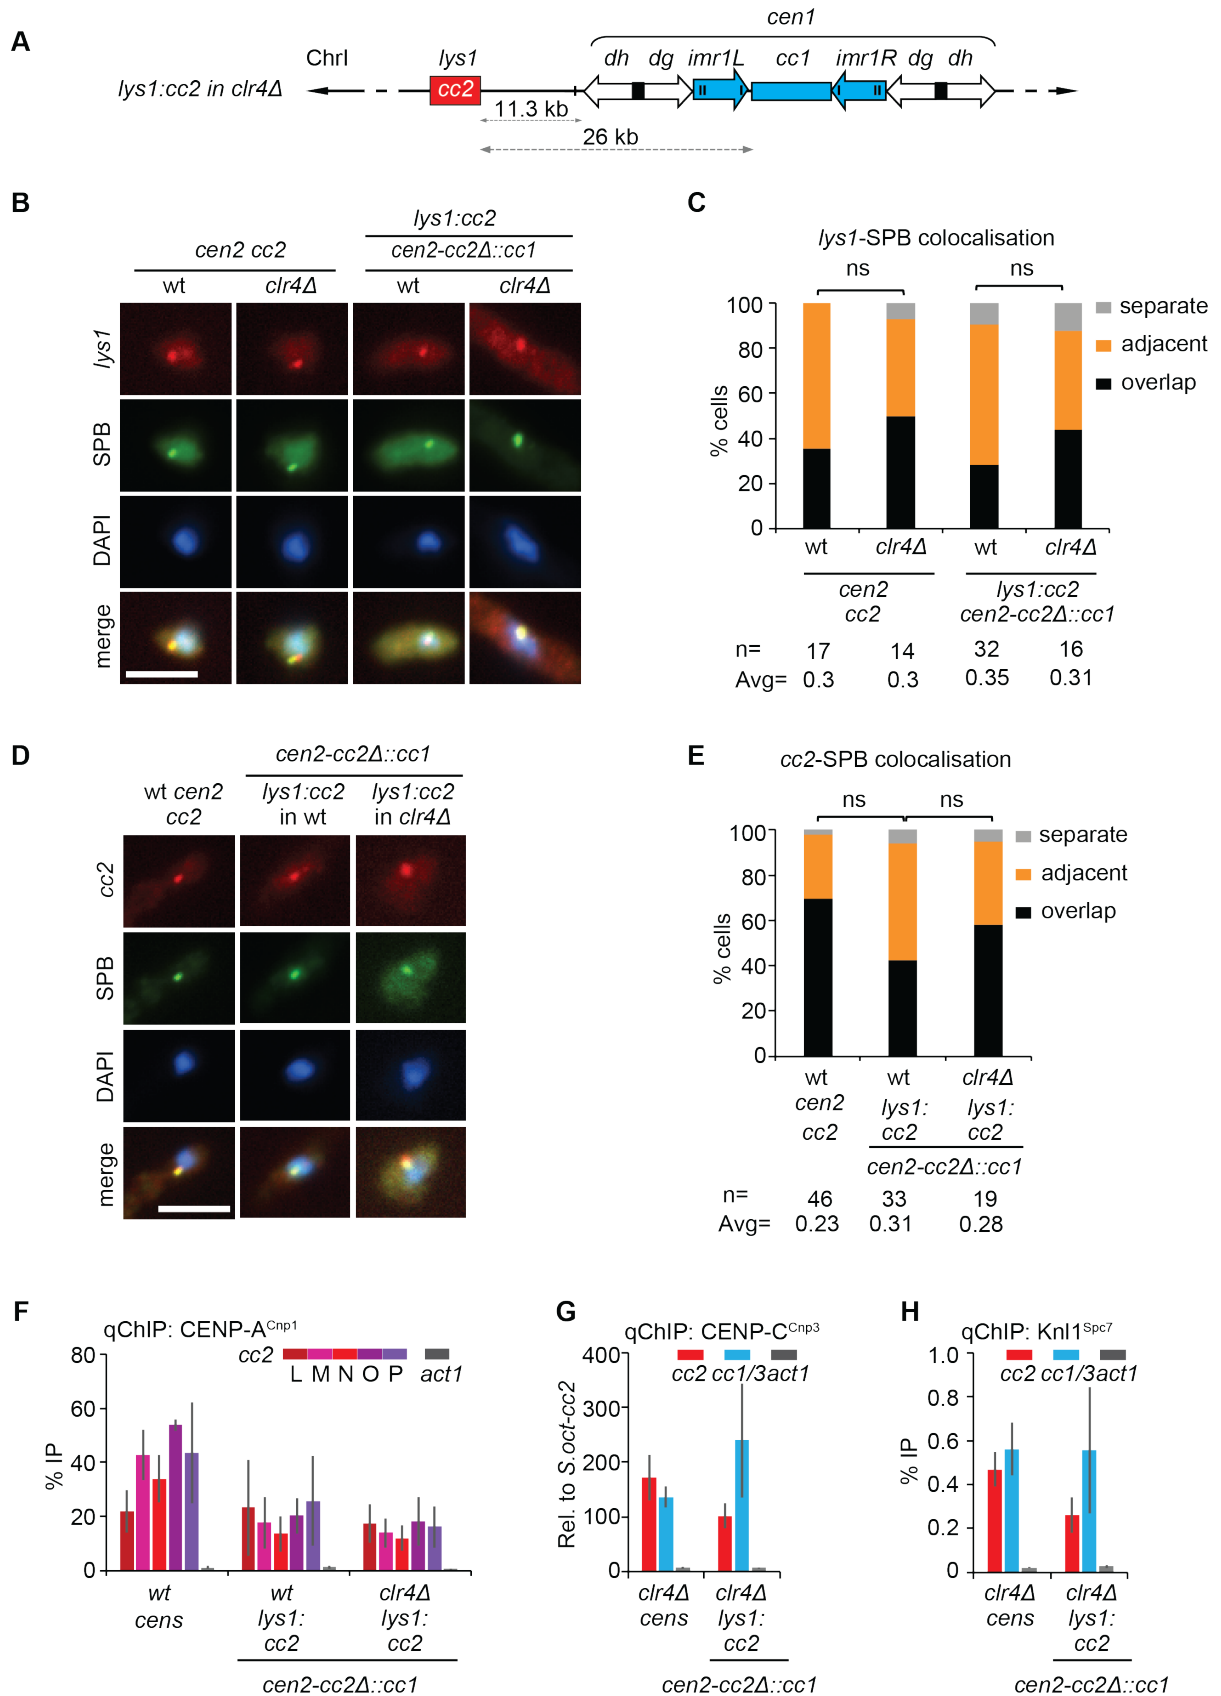 A
cen1
ChrI
lys1
dh dg imr1L cc1 imr1R dg dh
lys1:cc2 in clr4Δ
cc2
II I I II
11.3 kb
26 kb
B
lys1:cc2
cen2 cc2
cen2-cc2Δ::cc1
wt clr4Δ wt clr4Δ
lys1
SPB
DAPI
merge
C
lys1-SPB colocalisation
ns ns
100
80
60
40
20
0
% cells
separate
adjacent
overlap
wt clr4Δ wt clr4Δ
cen2 lys1:cc2
cc2 cen2-cc2Δ::cc1
n= 17 14 32 16
Avg= 0.3 0.3 0.35 0.31
D
cen2-cc2Δ::cc1
wt cen2 lys1:cc2 lys1:cc2
cc2 in wt in clr4Δ
cc2
SPB
DAPI
merge
E
cc2-SPB colocalisation
ns ns
100
80
60
40
20
0
% cells
separate
adjacent
overlap
wt wt clr4Δ
cen2 lys1: lys1:
cc2 cc2 cc2
cen2-cc2Δ::cc1
n= 46 33 19
Avg= 0.23 0.31 0.28
F
qChIP: CENP-ACnp1
cc2
L M N O P act1
80
60
40
20
0
% IP
wt wt clr4Δ
cens lys1: lys1:
cc2 cc2
cen2-cc2Δ::cc1
G
qChIP: CENP-CCnp3
cc2 cc1/3 act1
400
300
200
100
0
Rel. to S.oct-cc2
clr4Δ clr4Δ
cens lys1:
cc2
cen2-cc2Δ::cc1
H
qChIP: Knl1Spc7
cc2 cc1/3 act1
1.0
0.8
0.6
0.4
0.2
0
% IP
clr4Δ clr4Δ
cens lys1:
cc2
cen2-cc2Δ::cc1